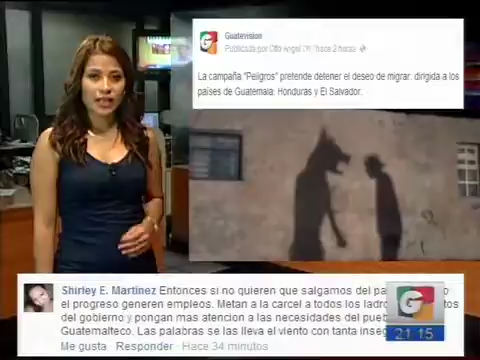 Guatevision
Publicada por Otto Angel hace 2 horas
La campaña "Peligros" pretende detener el deseo de migrar. dirigida a los
países de Guatemala: Honduras y El Salvador.
Shirley E. Martinez Entonces si no quieren que salgamos del pa o
el progreso generen empleos. Metan a la carcel a todos los ladro tos
del gobierno y pongan mas atencion a las necesidades del pueb
Guatemalteco. Las palabras se las lleva el viento con tanta inseg
Me gusta Responder Hace 34 minutos
G
21:15